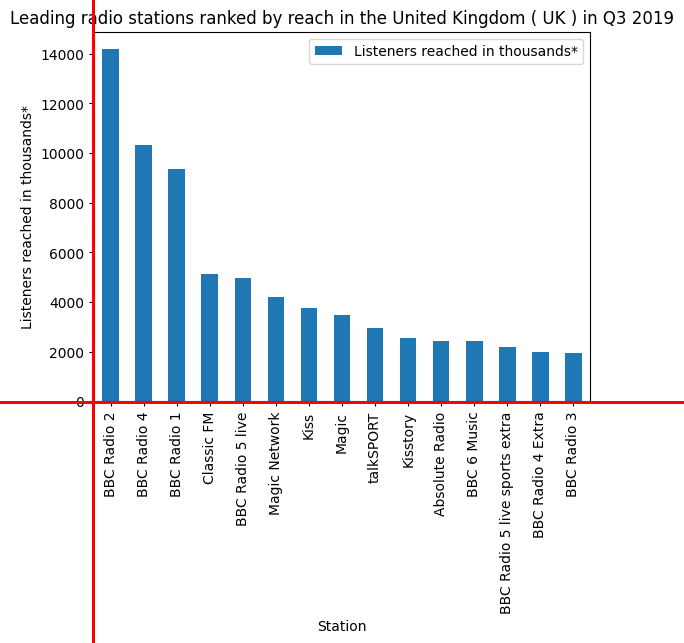 Leading radio stations ranked by reach in the United Kingdom ( UK ) in Q3 2019
Listeners reached in thousands*
Listeners reached in thousands*
14000
12000
10000
8000
6000
4000
2000
0
BBC Radio 2
BBC Radio 4
BBC Radio 1
Classic FM
BBC Radio 5 live
Magic Network
Kiss
Magic
talkSPORT
Kisstory
Absolute Radio
BBC 6 Music
BBC Radio 5 live sports extra
BBC Radio 4 Extra
BBC Radio 3
Station